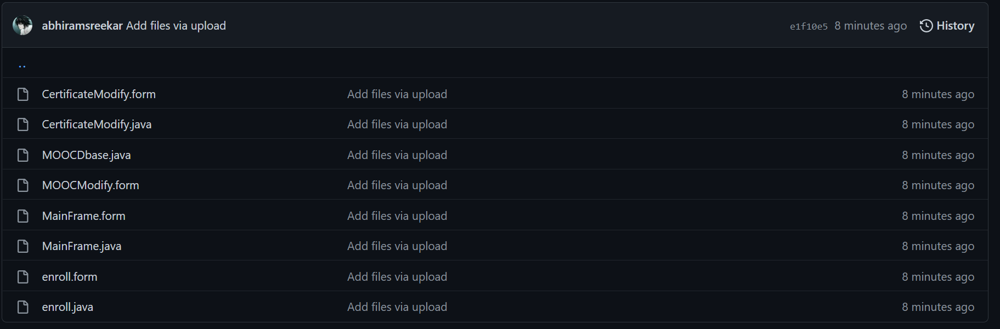 abhiramsreekar Add files via upload e1f10e5 8 minutes ago History
..
CertificateModify.form Add files via upload 8 minutes ago
CertificateModify.java Add files via upload 8 minutes ago
MOOCDbase.java Add files via upload 8 minutes ago
MOOCModify.form Add files via upload 8 minutes ago
MainFrame.form Add files via upload 8 minutes ago
MainFrame.java Add files via upload 8 minutes ago
enroll.form Add files via upload 8 minutes ago
enroll.java Add files via upload 8 minutes ago